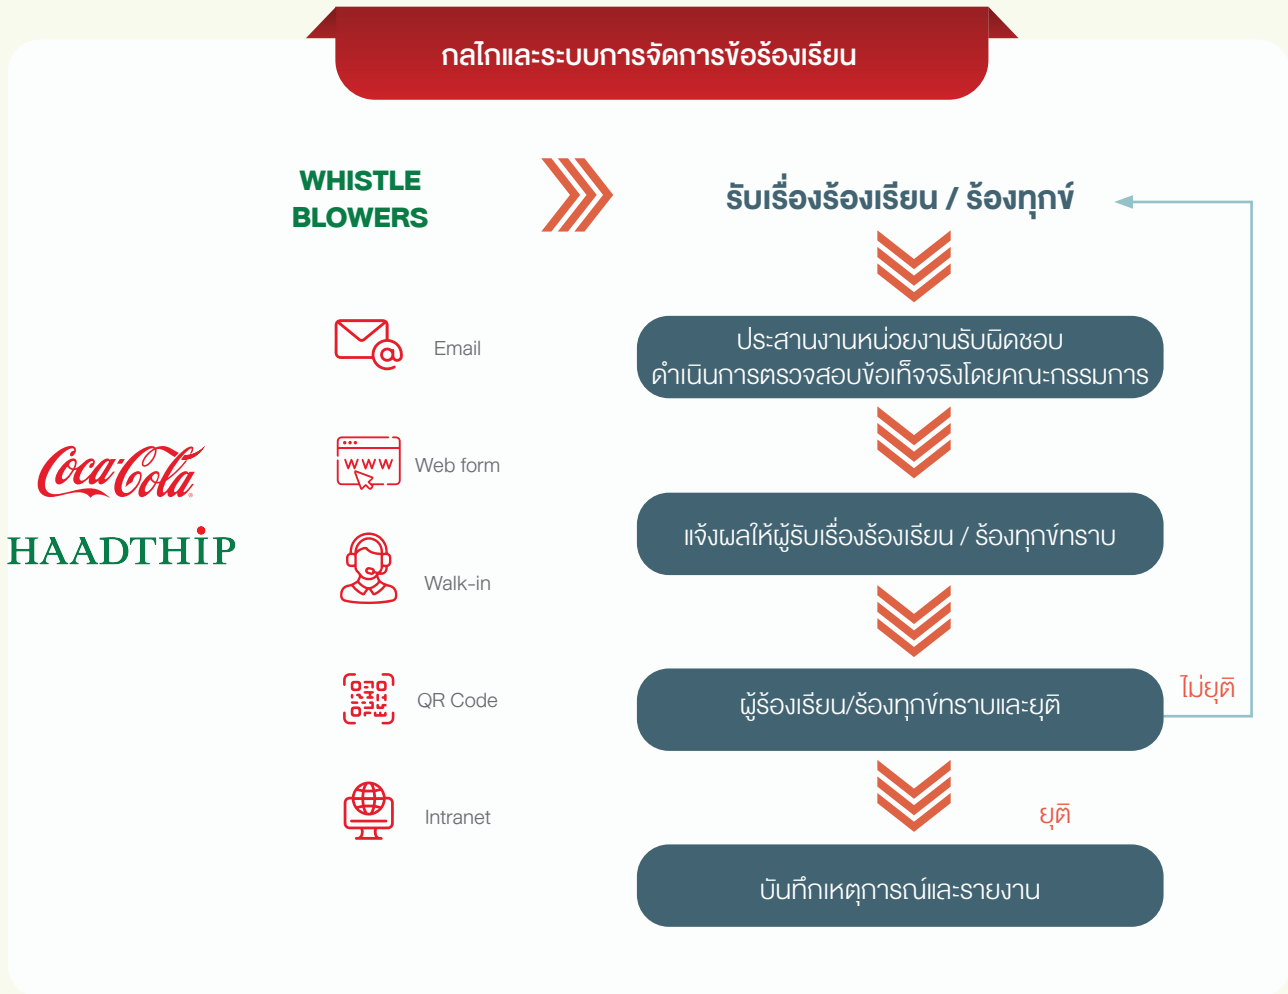 กลไกและระบบการจัดการข้อร้องเรียน
WHISTLE
BLOWERS
Email
Web form
Walk-in
QR Code
Intranet
Coca-Cola
HAADTHIP
WWW
รับเรื่องร้องเรียน / ร้องทุกข์
ประสานงานหน่วยงานรับผิดชอบ
ดำเนินการตรวจสอบข้อเท็จจริงโดยคณะกรรมการ
แจ้งผลให้ผู้รับเรื่องร้องเรียน / ร้องทุกข์ทราบ
ผู้ร้องเรียน/ร้องทุกข์ทราบและยุติ
ไม่ยุติ
ยุติ
บันทึกเหตุการณ์และรายงาน